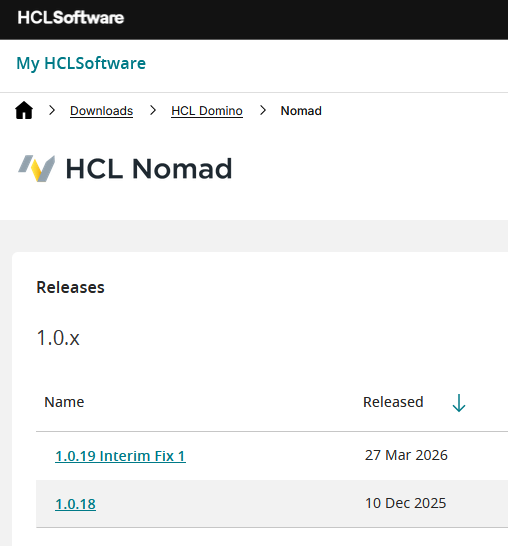 HCLSoftware
My HCLSoftware
Downloads > HCL Domino > Nomad
HCL Nomad
Releases
1.0.x
Name Released
1.0.19 Interim Fix 1 27 Mar 2026
1.0.18 10 Dec 2025